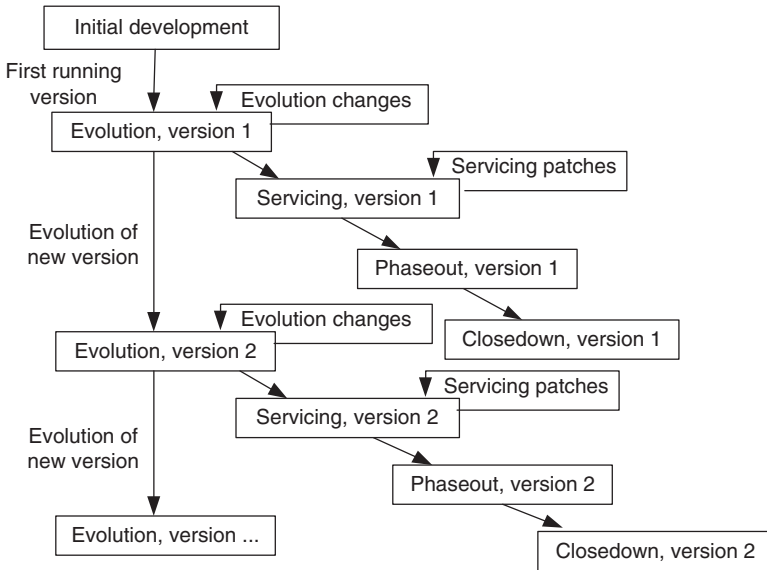 Initial development
First running
version
Evolution changes
Evolution, version 1
Servicing patches
Servicing, version 1
Evolution of
new version
Phaseout, version 1
Evolution changes
Closedown, version 1
Evolution, version 2
Servicing patches
Servicing, version 2
Evolution of
new version
Phaseout, version 2
Evolution, version ...
Closedown, version 2